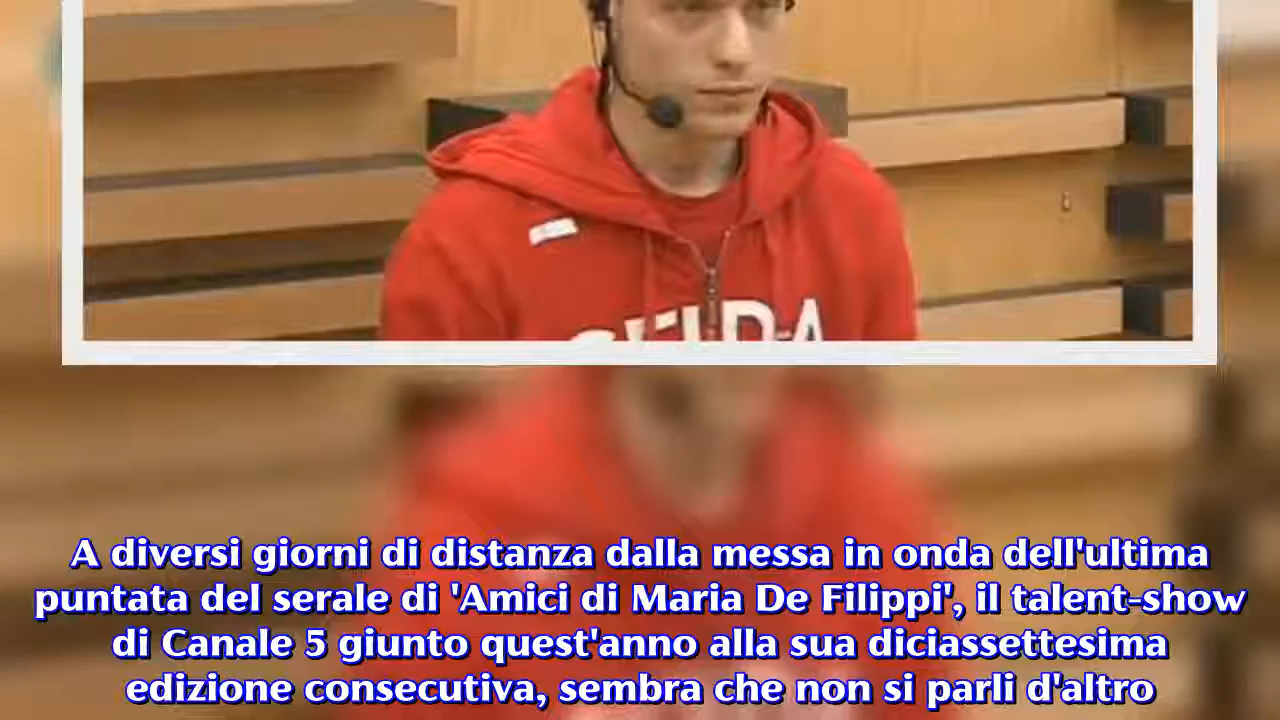 A diversi giorni di distanza dalla messa in onda dell'ultima
puntata del serale di 'Amici di Maria De Filippi', il talent-show
di Canale 5 giunto quest'anno alla sua diciassettesima
edizione consecutiva, sembra che non si parli d'altro